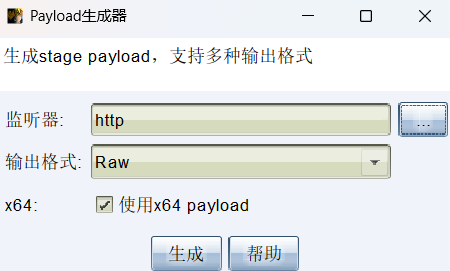 Payload生成器
生成stage payload，支持多种输出格式
监听器: http ...
输出格式: Raw
x64: 使用x64 payload
生成 帮助